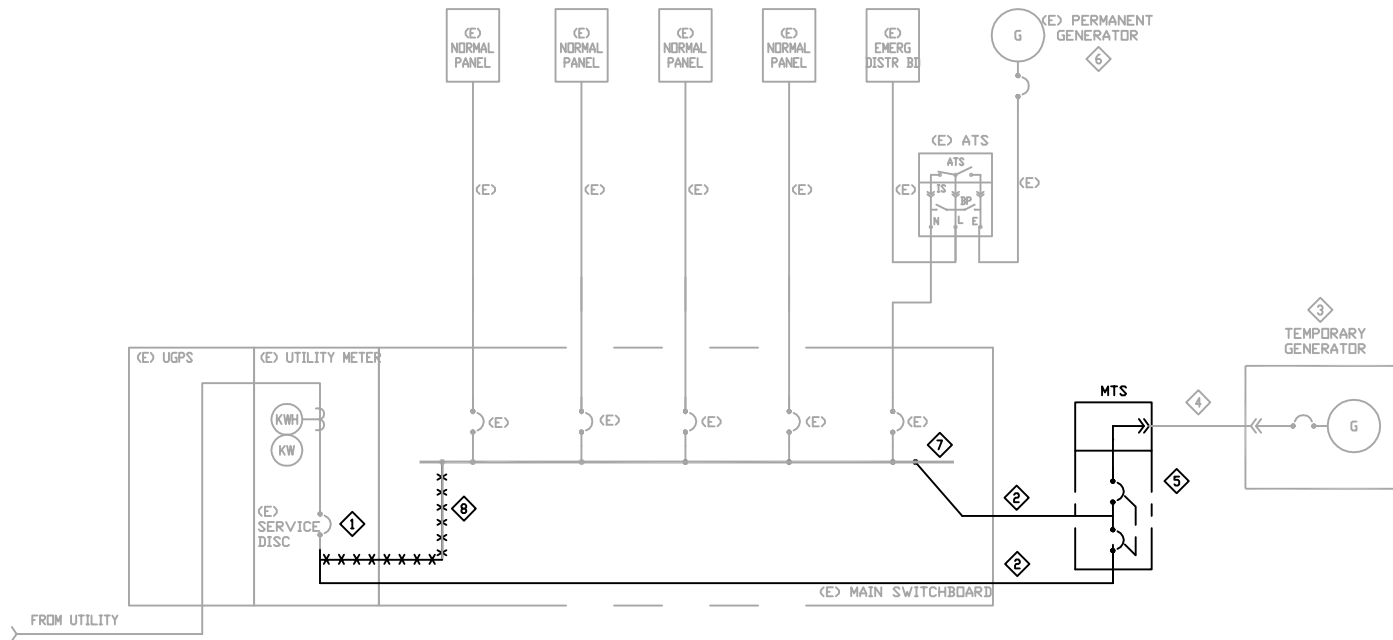 (E)
NORMAL
PANEL
(E)
NORMAL
PANEL
(E)
NORMAL
PANEL
(E)
NORMAL
PANEL
(E)
EMERG
DISTR BD
G
(E) PERMANENT
GENERATOR
6
(E) ATS
ATS
IS
BP
N
L
E
(E)
(E)
(E)
(E)
(E)
(E)
3
TEMPORARY
GENERATOR
(E) UGPS
(E) UTILITY METER
KWH
KW
(E)
(E)
(E)
(E)
(E)
MTS
4
G
7
5
2
8
(E)
SERVICE
DISC
1
2
(E) MAIN SWITCHBOARD
FROM UTILITY